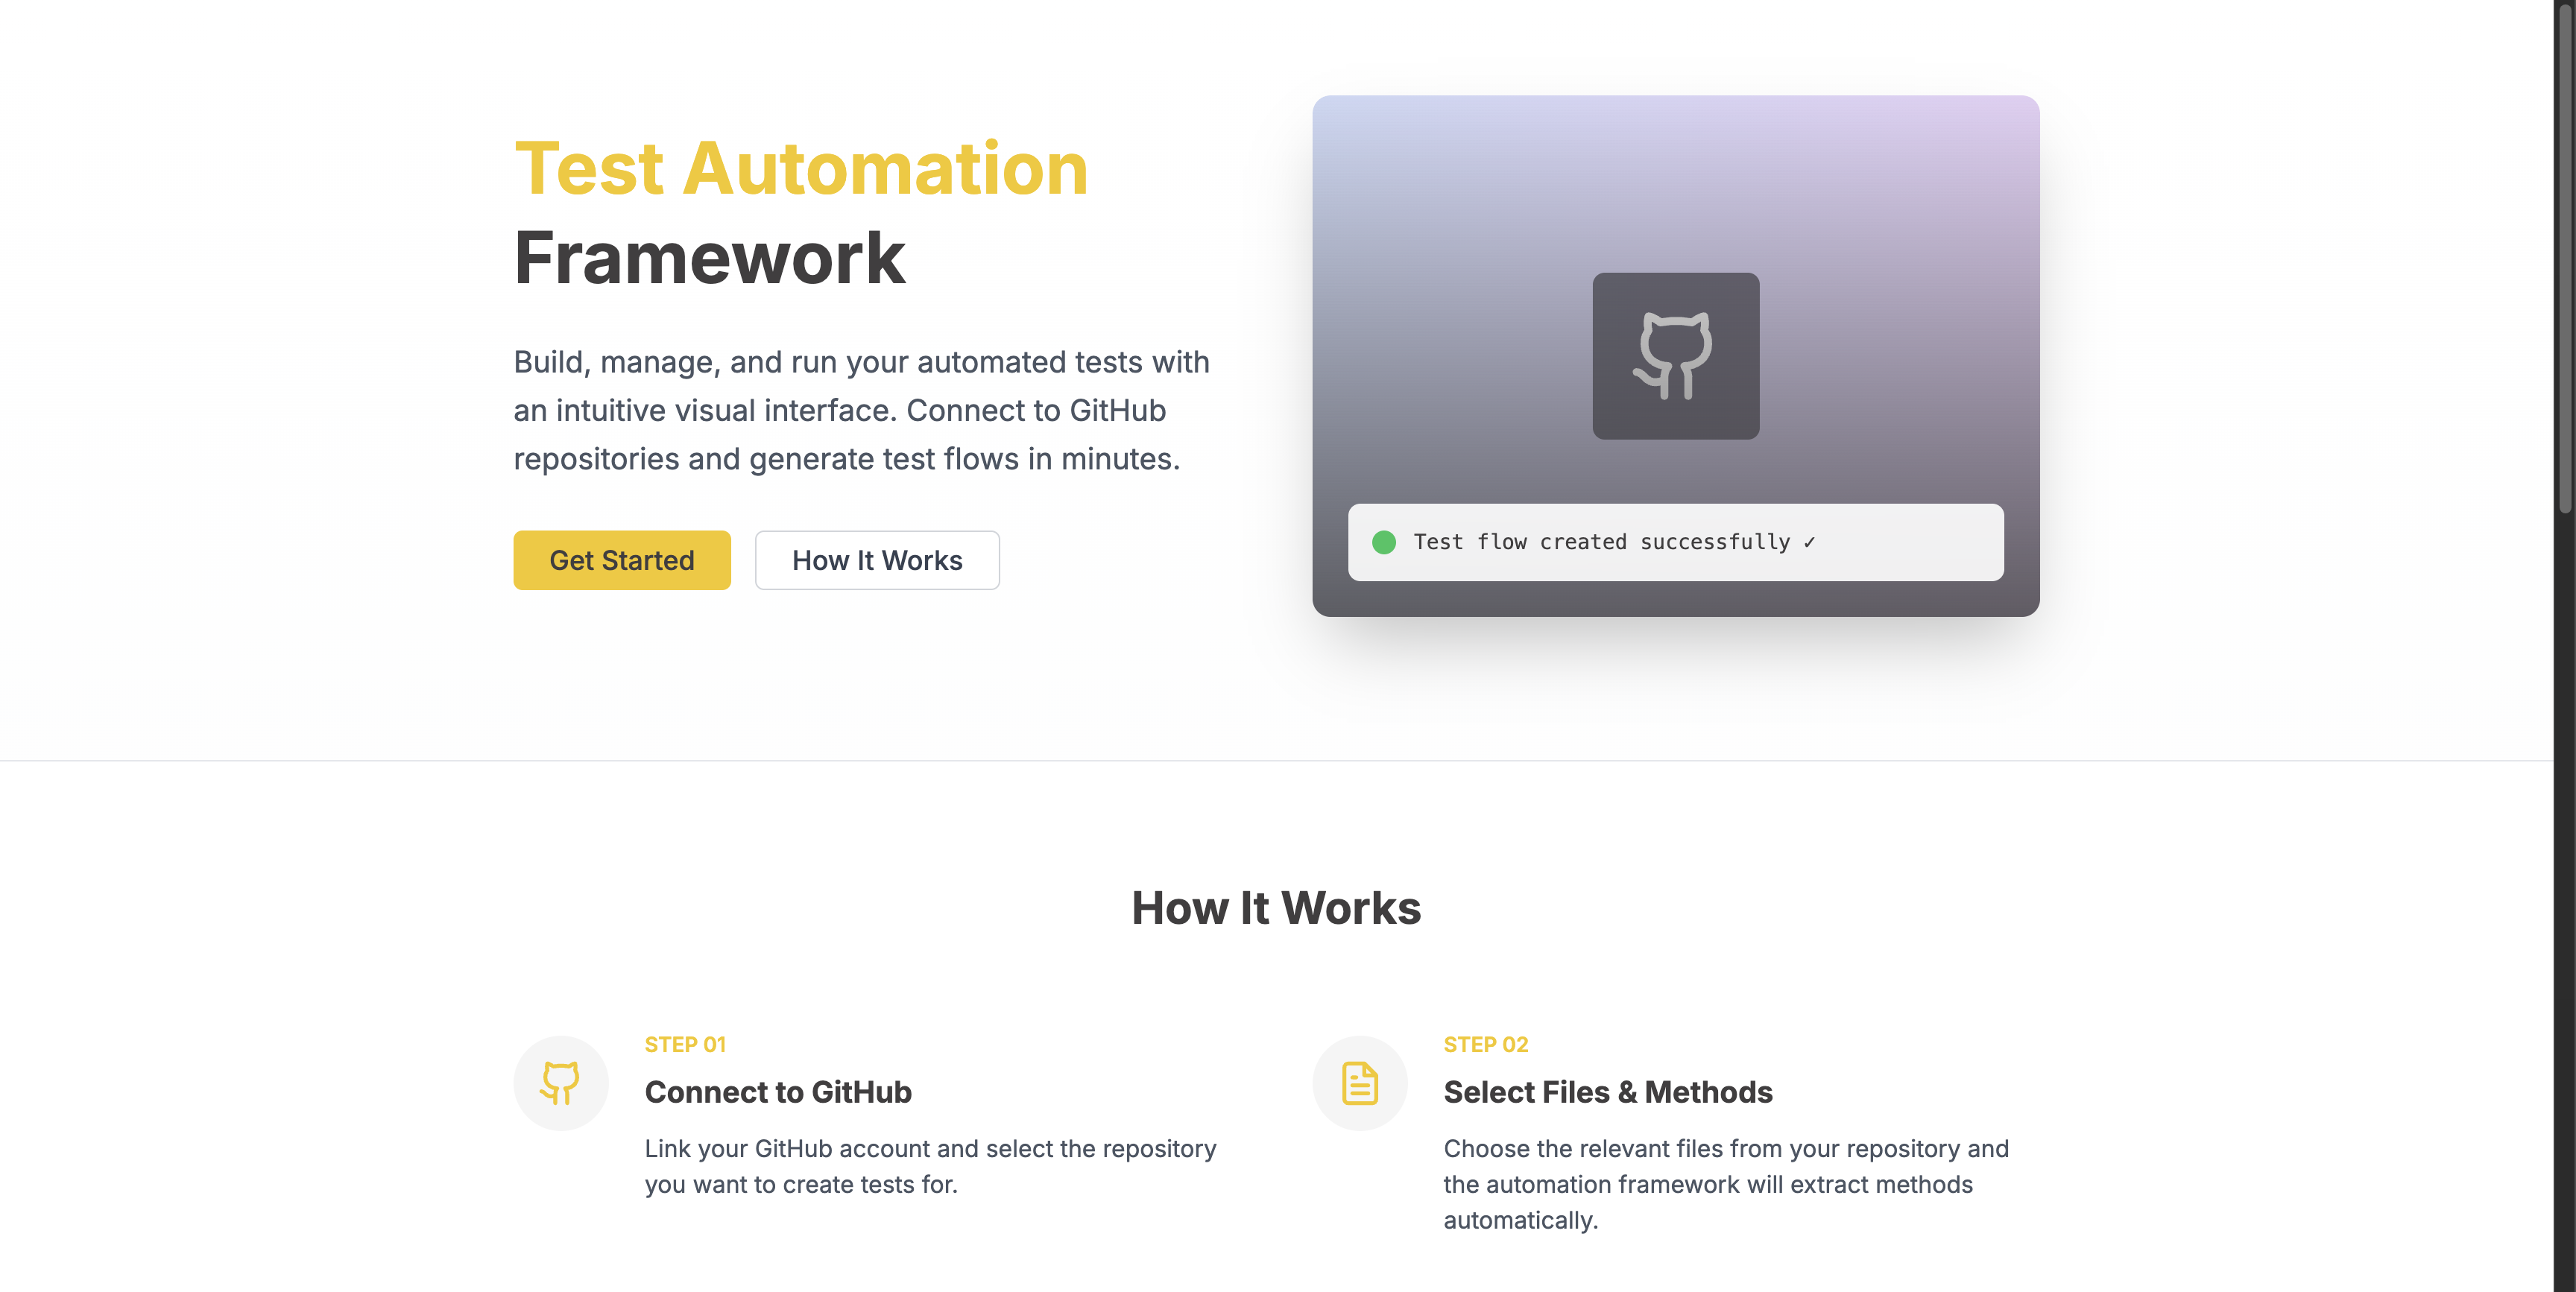 Test Automation
Framework
Build, manage, and run your automated tests with
an intuitive visual interface. Connect to GitHub
repositories and generate test flows in minutes.
Get Started
How It Works
Test flow created successfully ✓
How It Works
STEP 01
Connect to GitHub
Link your GitHub account and select the repository
you want to create tests for.
STEP 02
Select Files & Methods
Choose the relevant files from your repository and
the automation framework will extract methods
automatically.